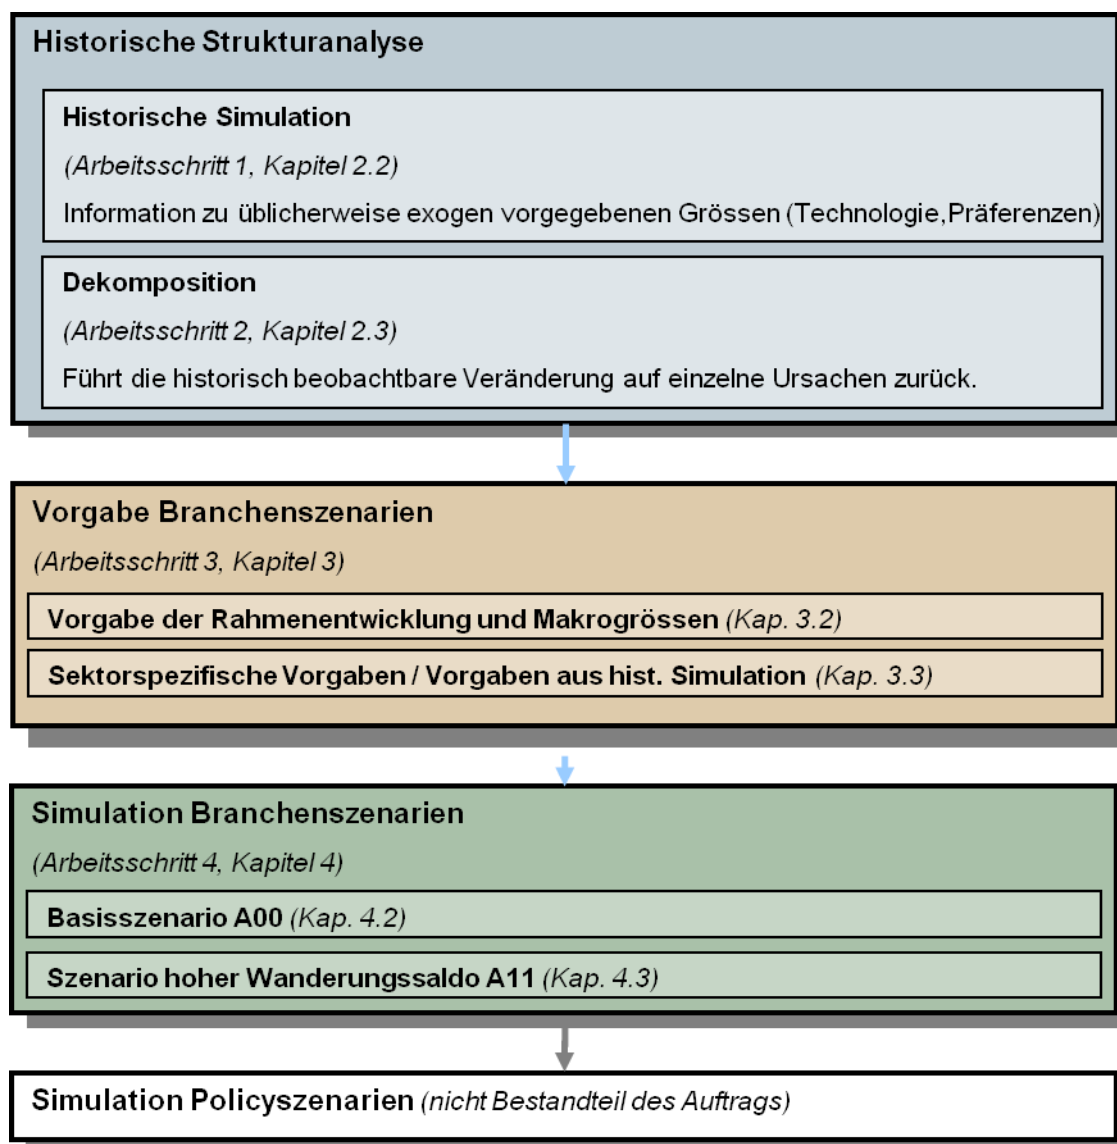 Historische Strukturanalyse
Historische Simulation
(Arbeitsschritt 1, Kapitel 2.2)
Information zu üblicherweise exogen vorgegebenen Grössen (Technologie,Präferenzen)
Dekomposition
(Arbeitsschritt 2, Kapitel 2.3)
Führt die historisch beobachtbare Veränderung auf einzelne Ursachen zurück.
Vorgabe Branchenszenarien
(Arbeitsschritt 3, Kapitel 3)
Vorgabe der Rahmenentwicklung und Makrogrössen (Kap. 3.2)
Sektorspezifische Vorgaben / Vorgaben aus hist. Simulation (Kap. 3.3)
Simulation Branchenszenarien
(Arbeitsschritt 4, Kapitel 4)
Basisszenario A00 (Kap. 4.2)
Szenario hoher Wanderungssaldo A11 (Kap. 4.3)
Simulation Policyszenarien (nicht Bestandteil des Auftrags)